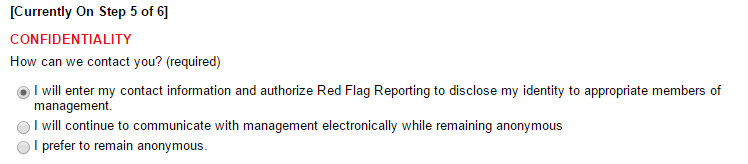 [Currently On Step 5 of 6]
CONFIDENTIALITY
How can we contact you? (required)
I will enter my contact information and authorize Red Flag Reporting to disclose my identity to appropriate members of
management.
I will continue to communicate with management electronically while remaining anonymous
I prefer to remain anonymous.